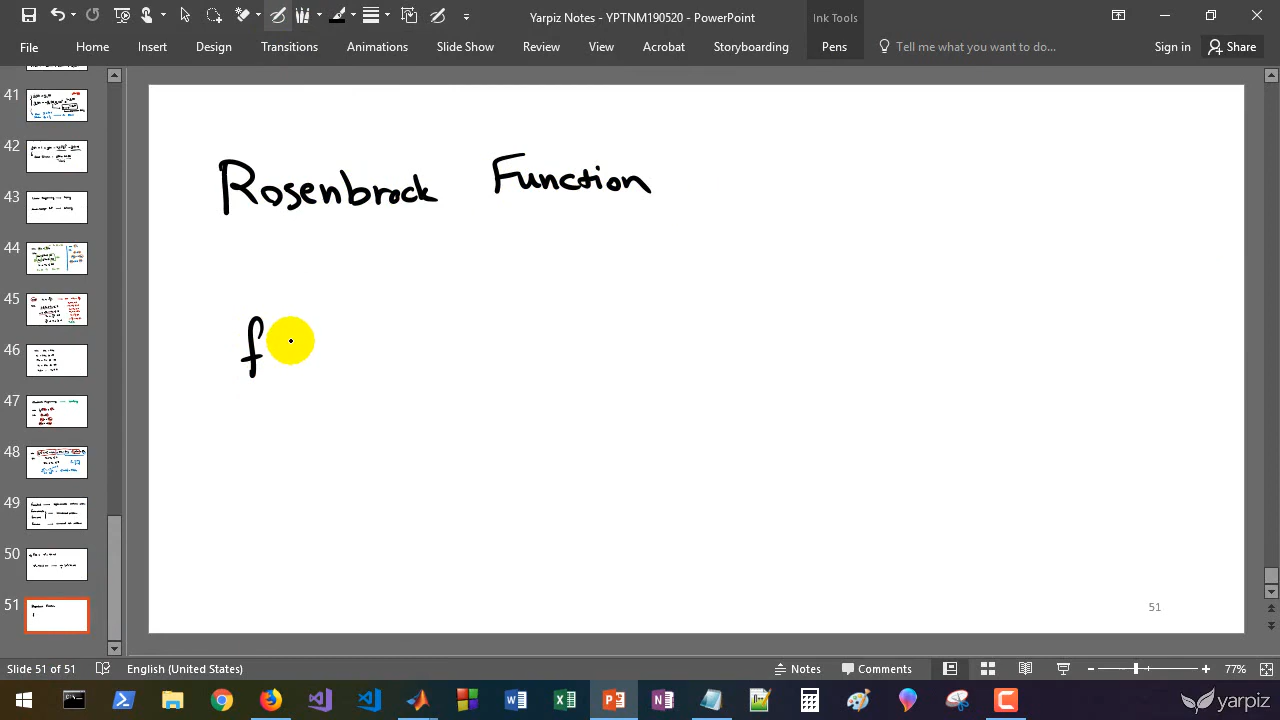 Yarpiz Notes - YPTNM190520 - PowerPoint
Ink Tools
File Home Insert Design Transitions Animations Slide Show Review View Acrobat Storyboarding Pens Tell me what you want to do... Sign in Share
41
42
43
44
45
46
47
48
49
50
51
Rosenbrock Function
f
51
Slide 51 of 51 English (United States) Notes Comments 77%
yarpiz